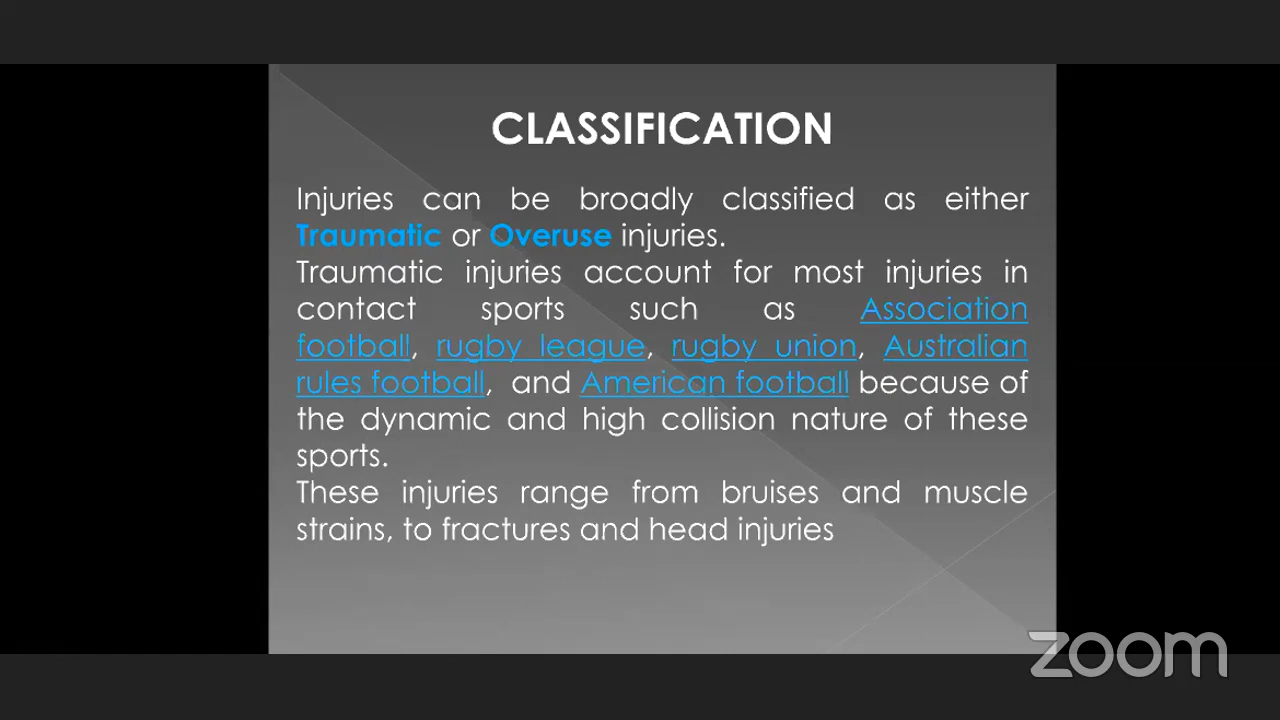 CLASSIFICATION
Injuries can be broadly classified as either
Traumatic or Overuse injuries.
Traumatic injuries account for most injuries in
contact sports such as Association
football, rugby league, rugby union, Australian
rules football, and American football because of
the dynamic and high collision nature of these
sports.
These injuries range from bruises and muscle
strains, to fractures and head injuries
zoom